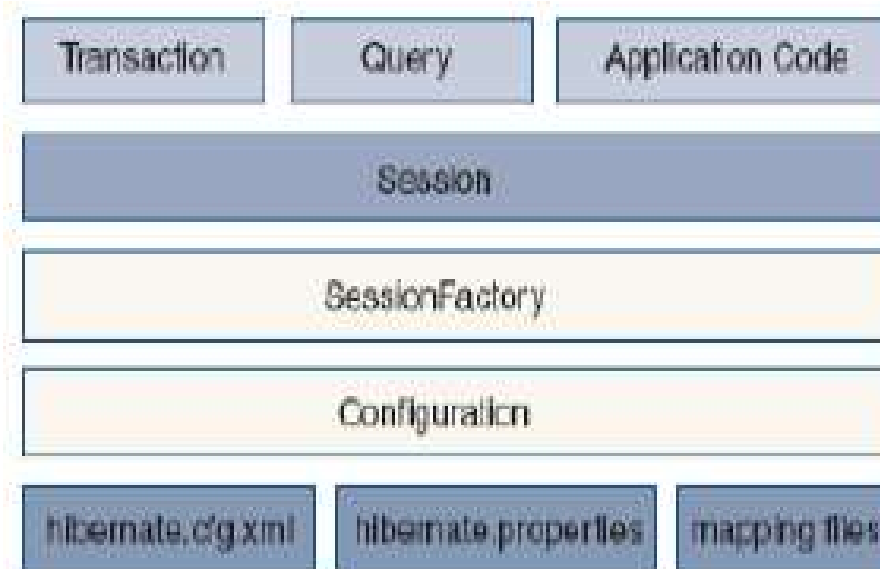 Transaction
Query
Application Code
Session
SessionFactory
Configuration
hibernate.cfg.xml
hibernate.properties
mapping files